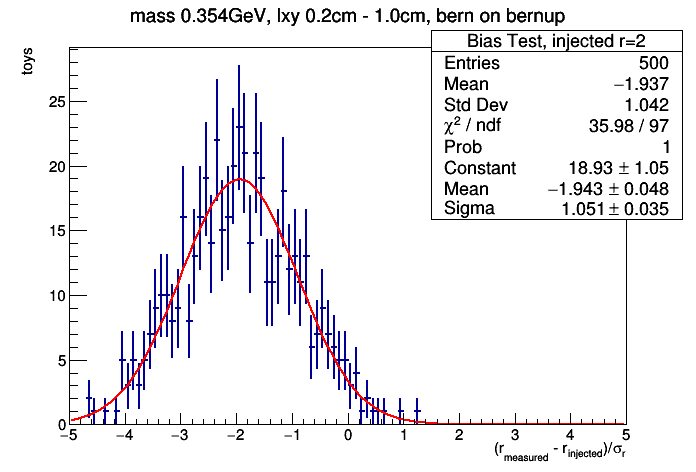 mass 0.354GeV, lxy 0.2cm - 1.0cm, bern on bernup
toys
Bias Test, injected r=2
Entries 500
Mean −1.937
Std Dev 1.042
χ² / ndf 35.98 / 97
Prob 1
Constant 18.93 ± 1.05
Mean −1.943 ± 0.048
Sigma 1.051 ± 0.035
25
20
15
10
5
0
−5 −4 −3 −2 −1 0 1 2 3 4 5
(r_measured - r_injected)/σ_r